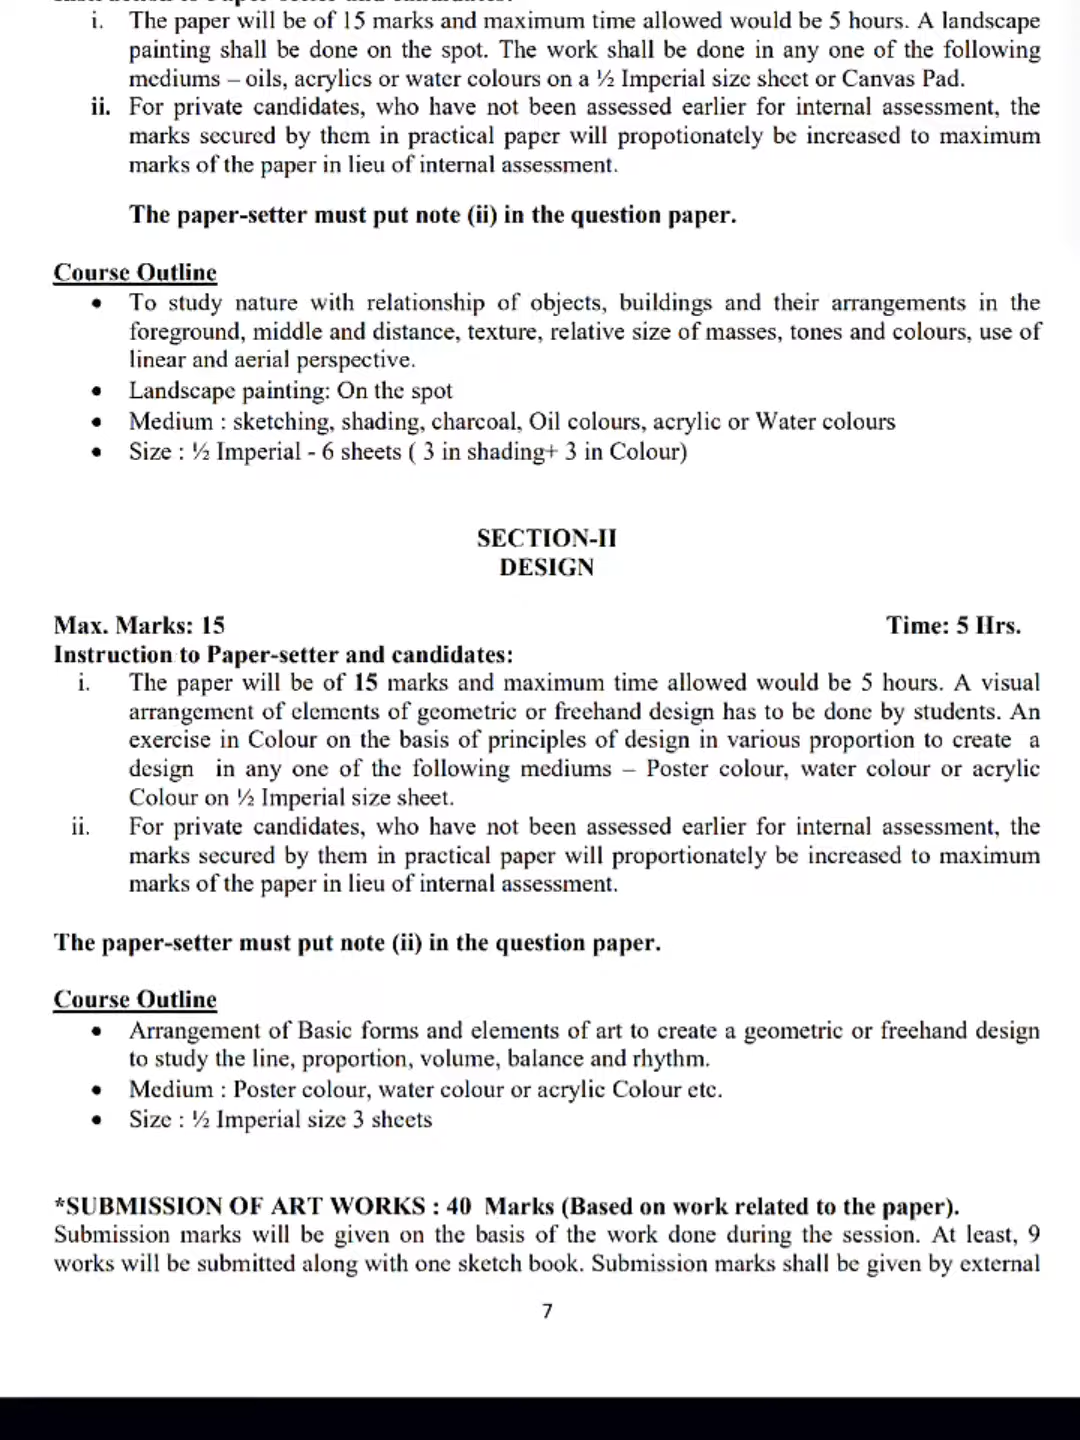 i. The paper will be of 15 marks and maximum time allowed would be 5 hours. A landscape
painting shall be done on the spot. The work shall be done in any one of the following
mediums – oils, acrylics or water colours on a ½ Imperial size sheet or Canvas Pad.
ii. For private candidates, who have not been assessed earlier for internal assessment, the
marks secured by them in practical paper will propotionately be increased to maximum
marks of the paper in lieu of internal assessment.
The paper-setter must put note (ii) in the question paper.
Course Outline
• To study nature with relationship of objects, buildings and their arrangements in the
foreground, middle and distance, texture, relative size of masses, tones and colours, use of
linear and aerial perspective.
• Landscape painting: On the spot
• Medium : sketching, shading, charcoal, Oil colours, acrylic or Water colours
• Size : ½ Imperial - 6 sheets ( 3 in shading+ 3 in Colour)
SECTION-II
DESIGN
Max. Marks: 15 Time: 5 Hrs.
Instruction to Paper-setter and candidates:
i. The paper will be of 15 marks and maximum time allowed would be 5 hours. A visual
arrangement of elements of geometric or freehand design has to be done by students. An
exercise in Colour on the basis of principles of design in various proportion to create a
design in any one of the following mediums – Poster colour, water colour or acrylic
Colour on ½ Imperial size sheet.
ii. For private candidates, who have not been assessed earlier for internal assessment, the
marks secured by them in practical paper will proportionately be increased to maximum
marks of the paper in lieu of internal assessment.
The paper-setter must put note (ii) in the question paper.
Course Outline
• Arrangement of Basic forms and elements of art to create a geometric or freehand design
to study the line, proportion, volume, balance and rhythm.
• Medium : Poster colour, water colour or acrylic Colour etc.
• Size : ½ Imperial size 3 sheets
*SUBMISSION OF ART WORKS : 40 Marks (Based on work related to the paper).
Submission marks will be given on the basis of the work done during the session. At least, 9
works will be submitted along with one sketch book. Submission marks shall be given by external
7